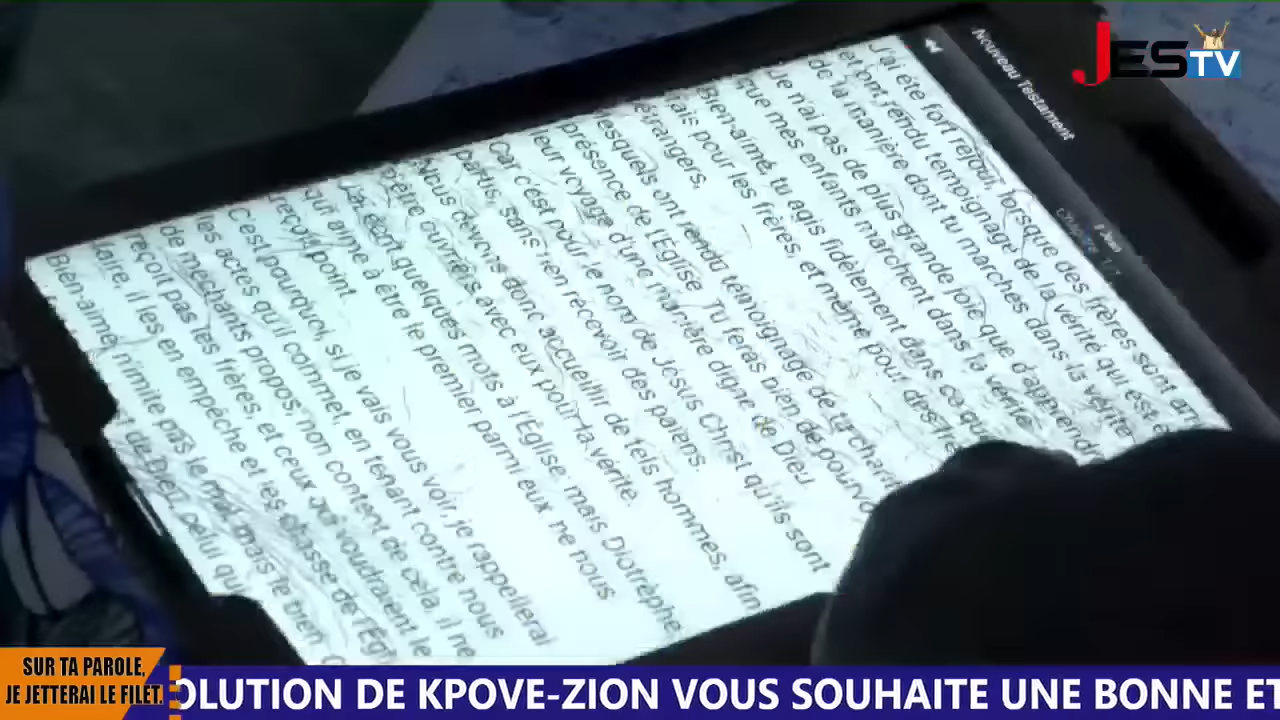 JESTV
Nouveau Testament
J'ai été fort réjoui, lorsque des frères sont
et ont rendu témoignage de la vérité qui est
de la manière dont tu marches dans la vérité
Je n'ai pas de plus grande joie que d'apprendr
que mes enfants marchent dans la vérité
Bien-aimé, tu agis fidèlement dans ce que
fais pour les frères, et même pour des frè
étrangers,
lesquels ont rendu témoignage de ta chari
présence de l'Église. Tu feras bien de pourvo
leur voyage d'une manière digne de Dieu
Car c'est pour le nom de Jésus Christ qu'ils sont
partis, sans rien recevoir des païens.
Nous devons donc accueillir de tels hommes, afin
d'être ouvriers avec eux pour la vérité.
J'ai écrit quelques mots à l'Église; mais Diotrèphe,
qui aime à être le premier parmi eux, ne nous
reçoit point.
C'est pourquoi, si je vais vous voir, je rappellerai
les actes qu'il commet, en tenant contre nous
de méchants propos; non content de cela, il ne
reçoit pas les frères, et ceux qui voudraient le
faire, il les en empêche et les chasse de l'Égl
Bien-aimé, n'imite pas le mal, mais le bien. C
de Dieu; celui qu
SUR TA PAROLE,
JE JETTERAI LE FILET.
OLUTION DE KPOVE-ZION VOUS SOUHAITE UNE BONNE ET